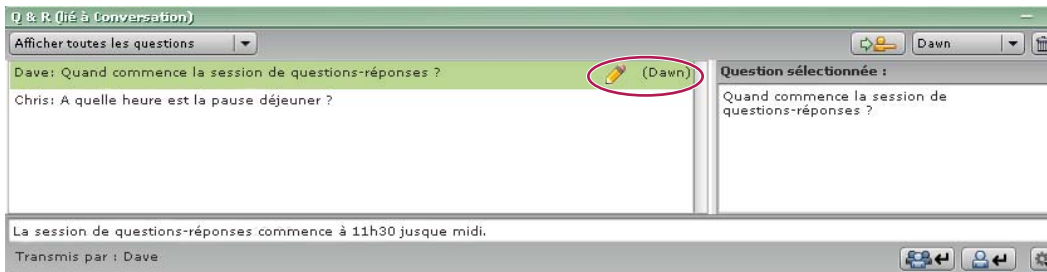 Q & R (lié à Conversation)
Afficher toutes les questions
Dawn
Dave: Quand commence la session de questions-réponses ?
(Dawn)
Chris: A quelle heure est la pause déjeuner ?
Question sélectionnée :
Quand commence la session de
questions-réponses ?
La session de questions-réponses commence à 11h30 jusque midi.
Transmis par : Dave